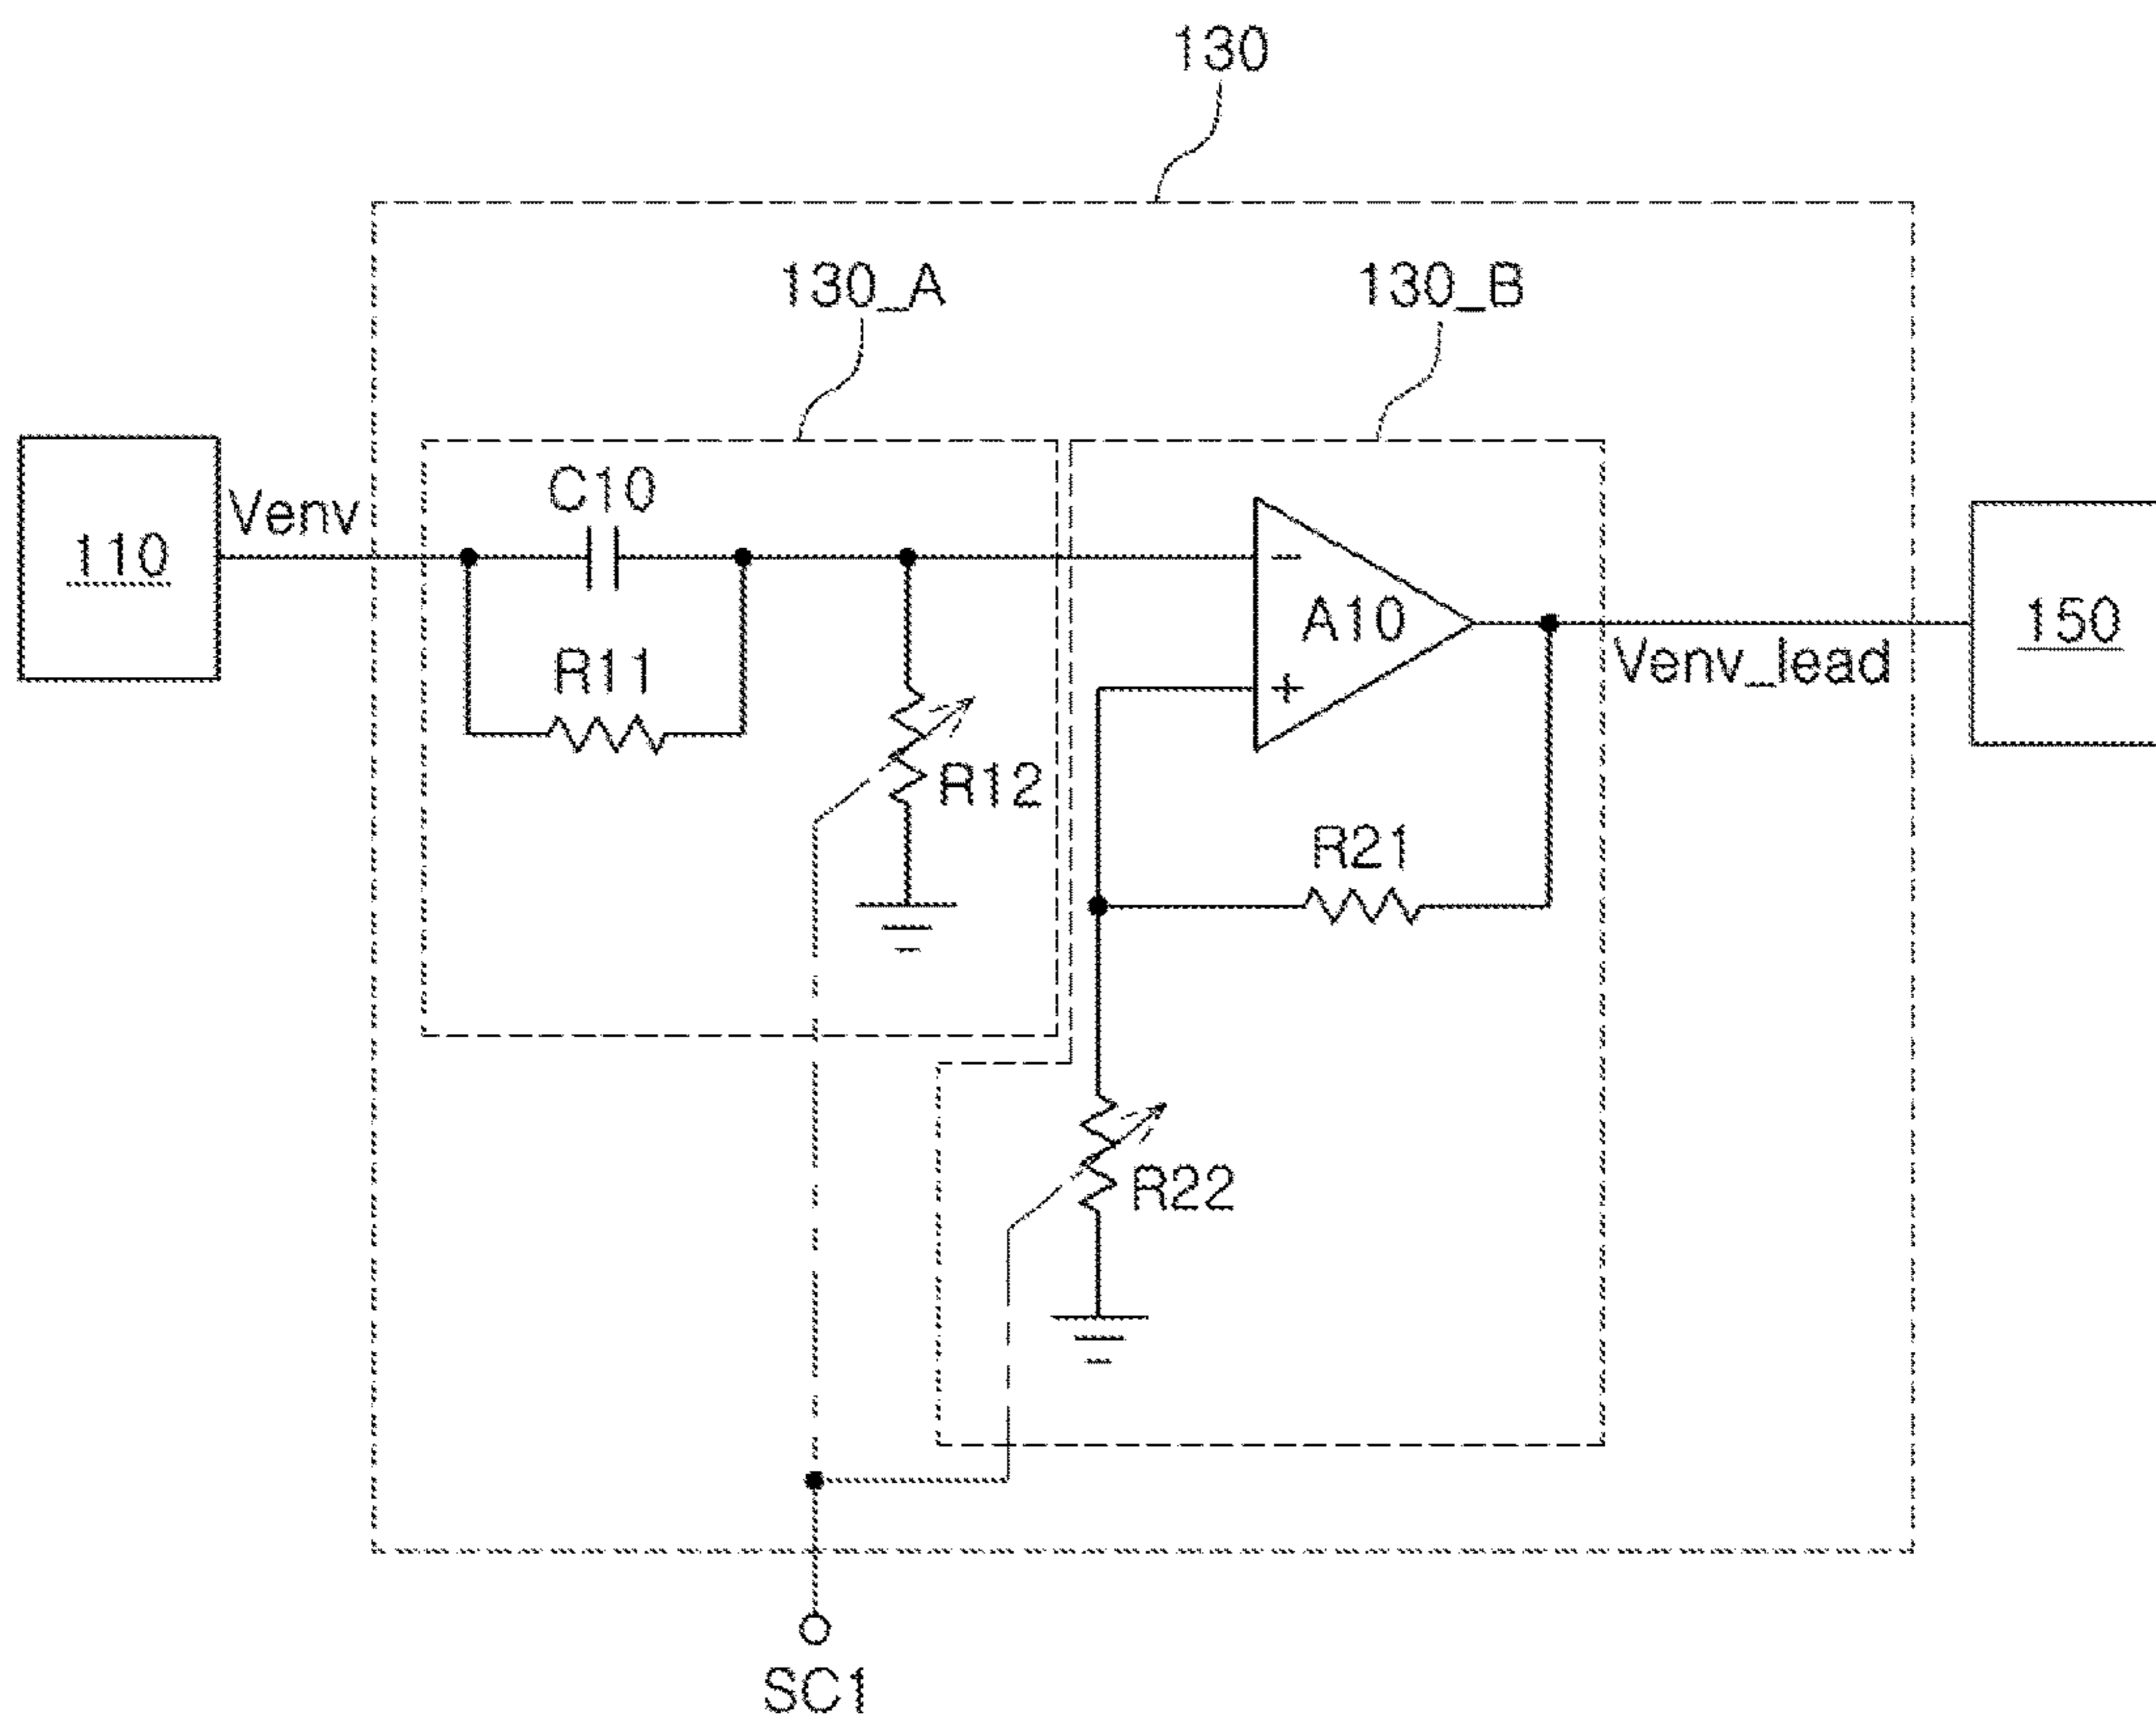 130
130_A
130_B
C10
Venv
110
A10
150
R11
Venv_lead
R12
R21
R22
SC1